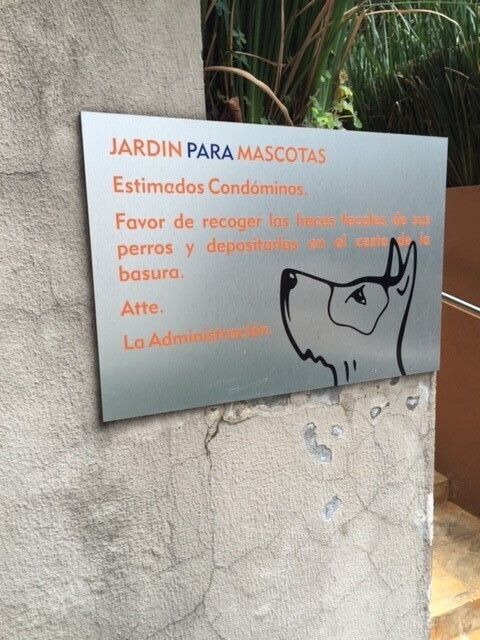 JARDIN PARA MASCOTAS
Estimados Condóminos.
Favor de recoger las heces fecales de sus
perros y depositarlas en el cesto de la
basura.
Atte.
La Administración.